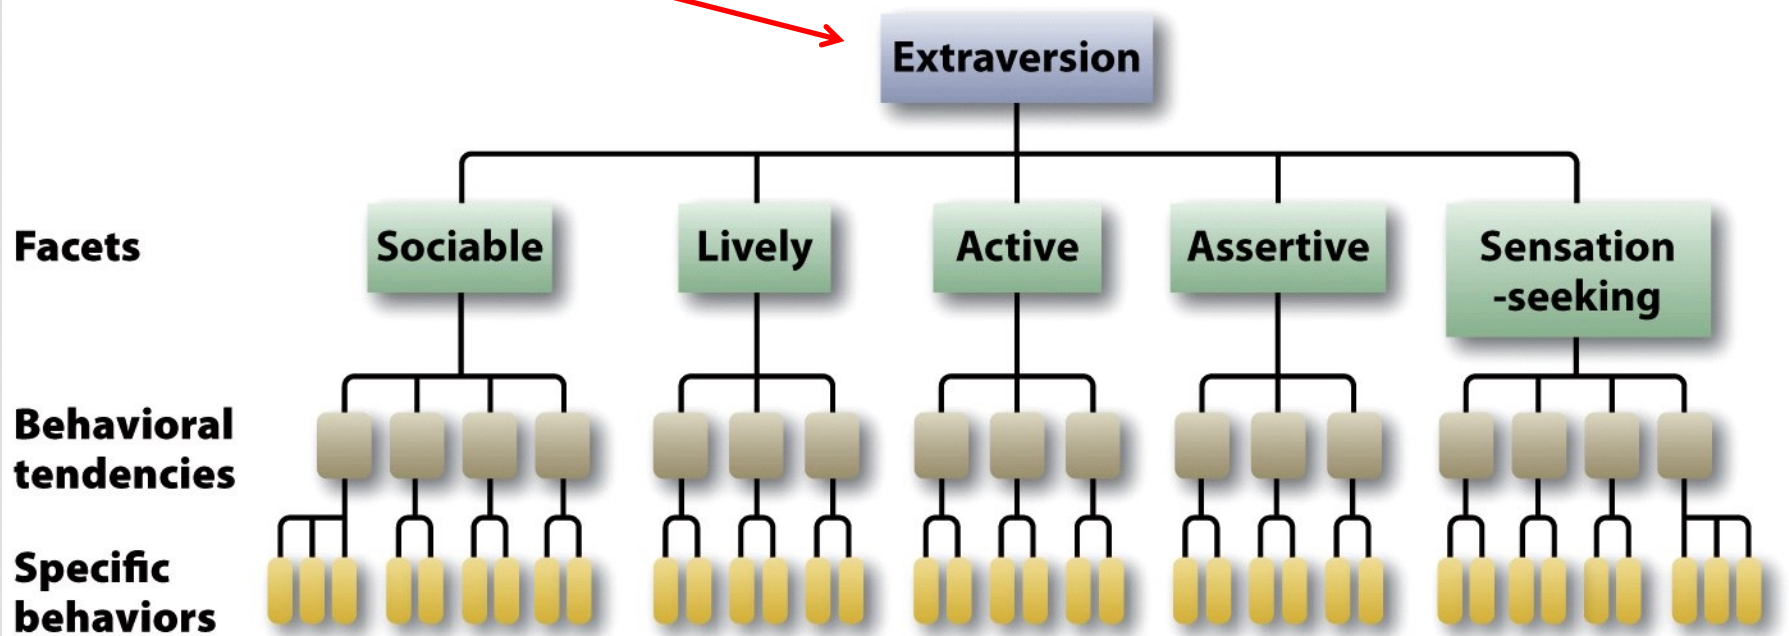 Extraversion
Facets
Sociable
Lively
Active
Assertive
Sensation
-seeking
Behavioral
tendencies
Specific
behaviors